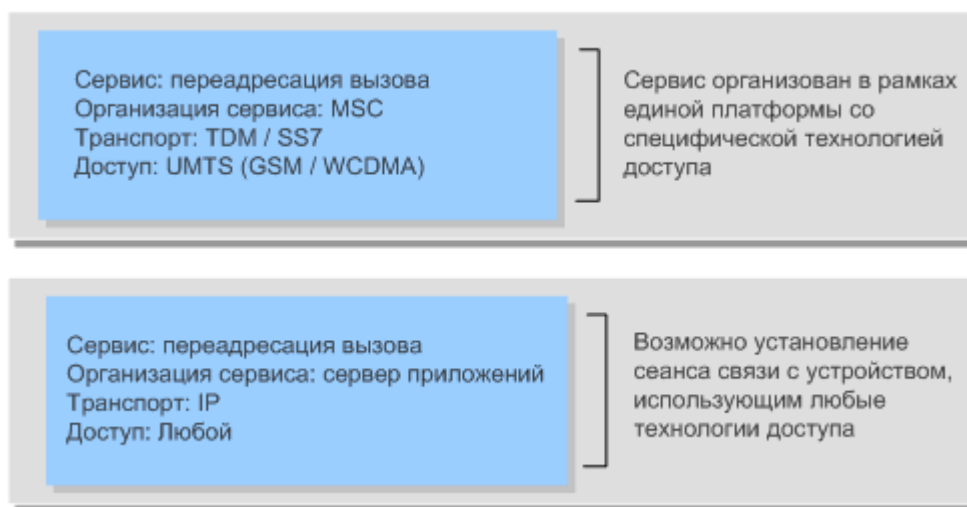 Сервис: переадресация вызова
Организация сервиса: MSC
Транспорт: TDM / SS7
Доступ: UMTS (GSM / WCDMA)
Сервис организован в рамках
единой платформы со
специфической технологией
доступа
Сервис: переадресация вызова
Организация сервиса: сервер приложений
Транспорт: IP
Доступ: Любой
Возможно установление
сеанса связи с устройством,
использующим любые
технологии доступа